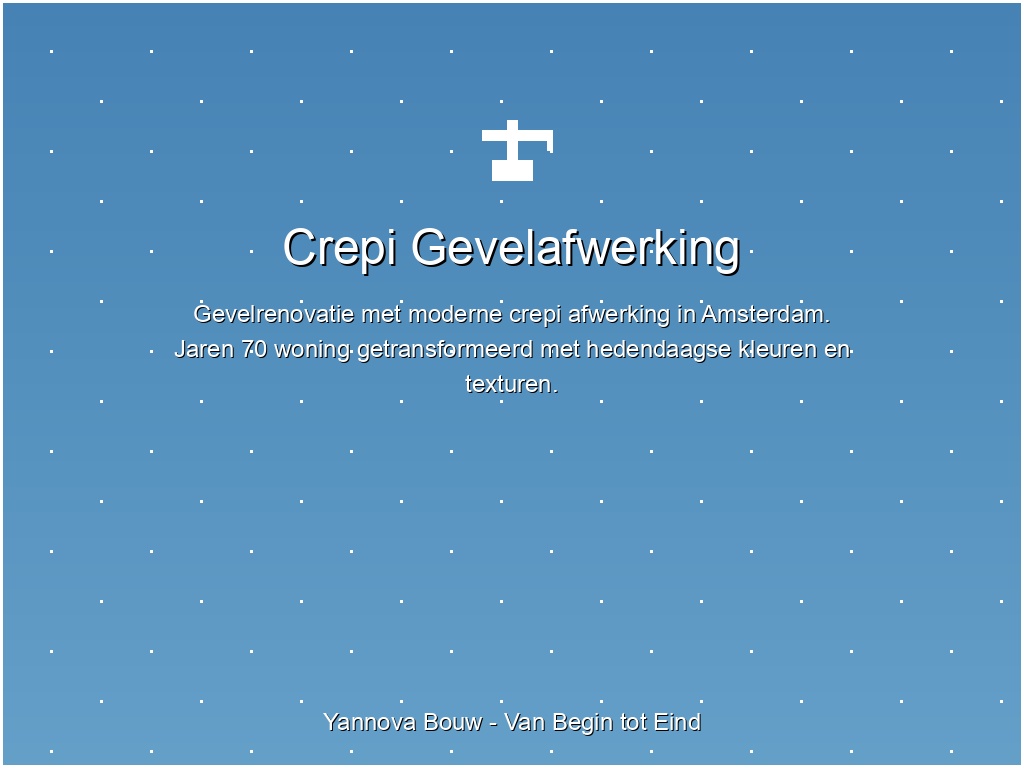 Crepi Gevelafwerking
Gevelrenovatie met moderne crepi afwerking in Amsterdam.
Jaren 70 woning getransformeerd met hedendaagse kleuren en
texturen.
Yannova Bouw - Van Begin tot Eind